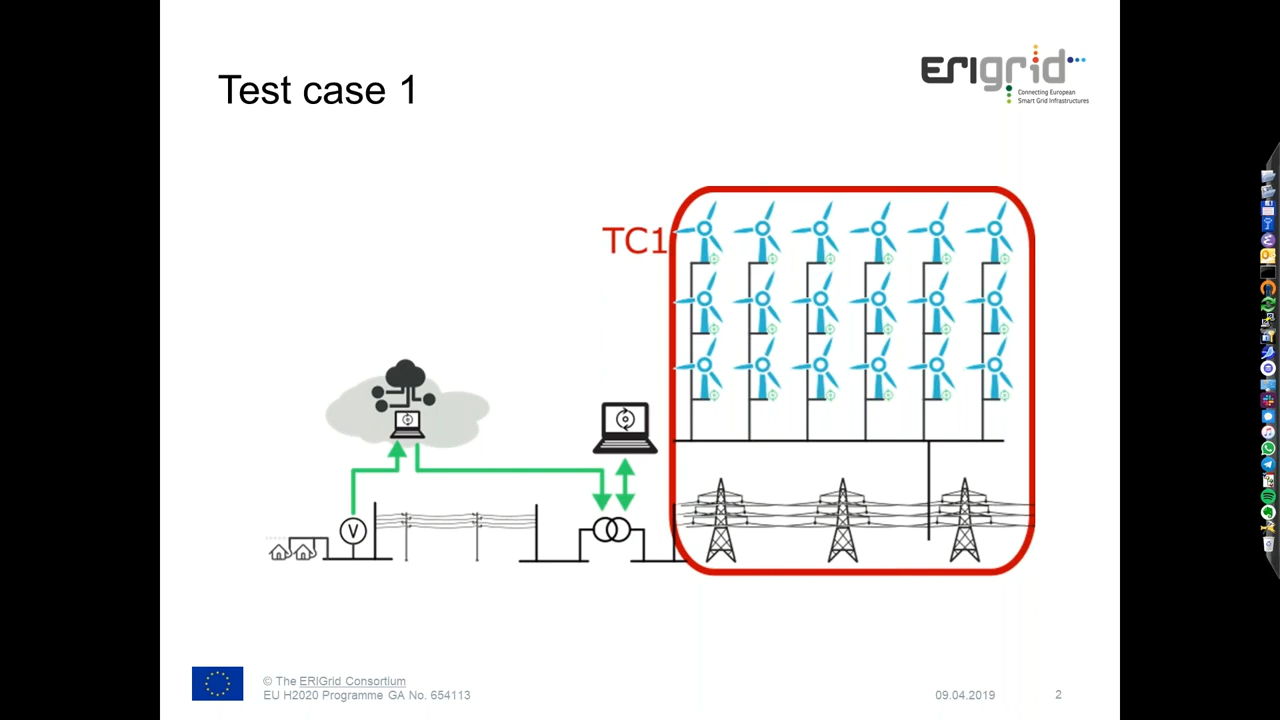 Test case 1
ERIgrid
Connecting European
Smart Grid Infrastructures
TC1
V
© The ERIGrid Consortium
EU H2020 Programme GA No. 654113
09.04.2019
2